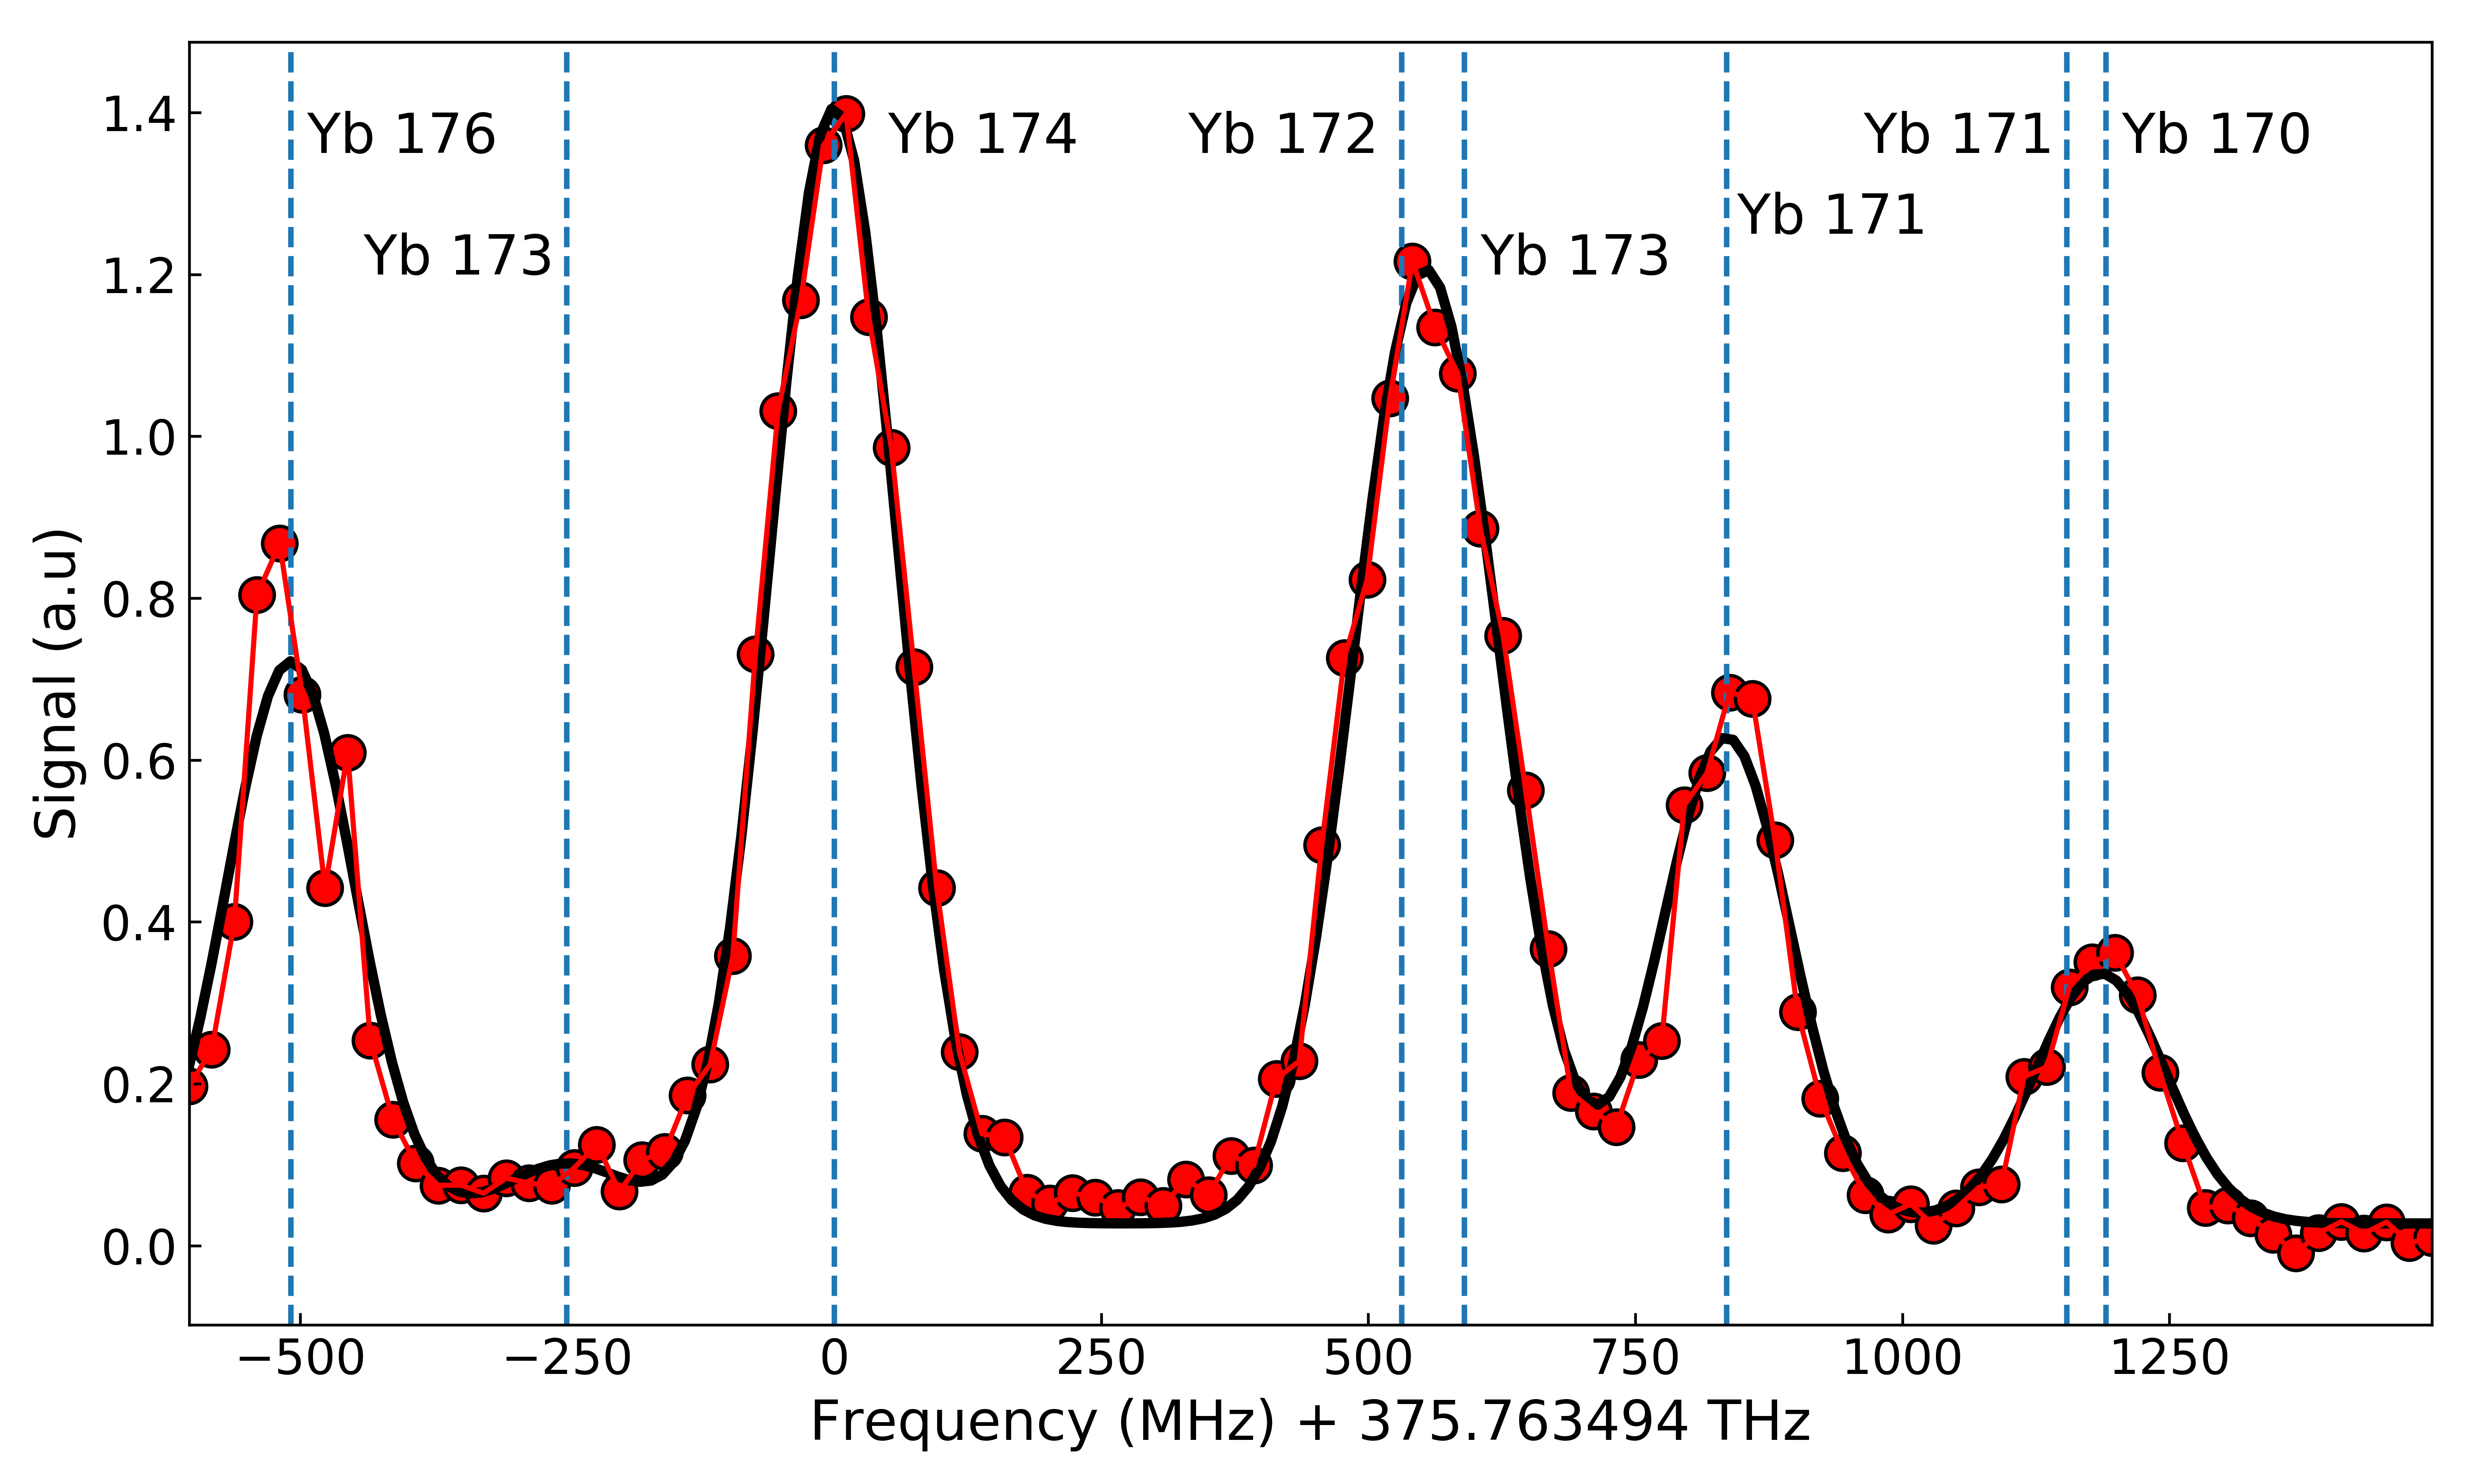 Yb 176
Yb 174
Yb 172
Yb 171
Yb 170
Yb 171
Yb 173
Yb 173
1.4
1.2
1.0
0.8
0.6
0.4
0.2
0.0
Signal (a.u)
−500
−250
0
250
500
750
1000
1250
Frequency (MHz) + 375.763494 THz